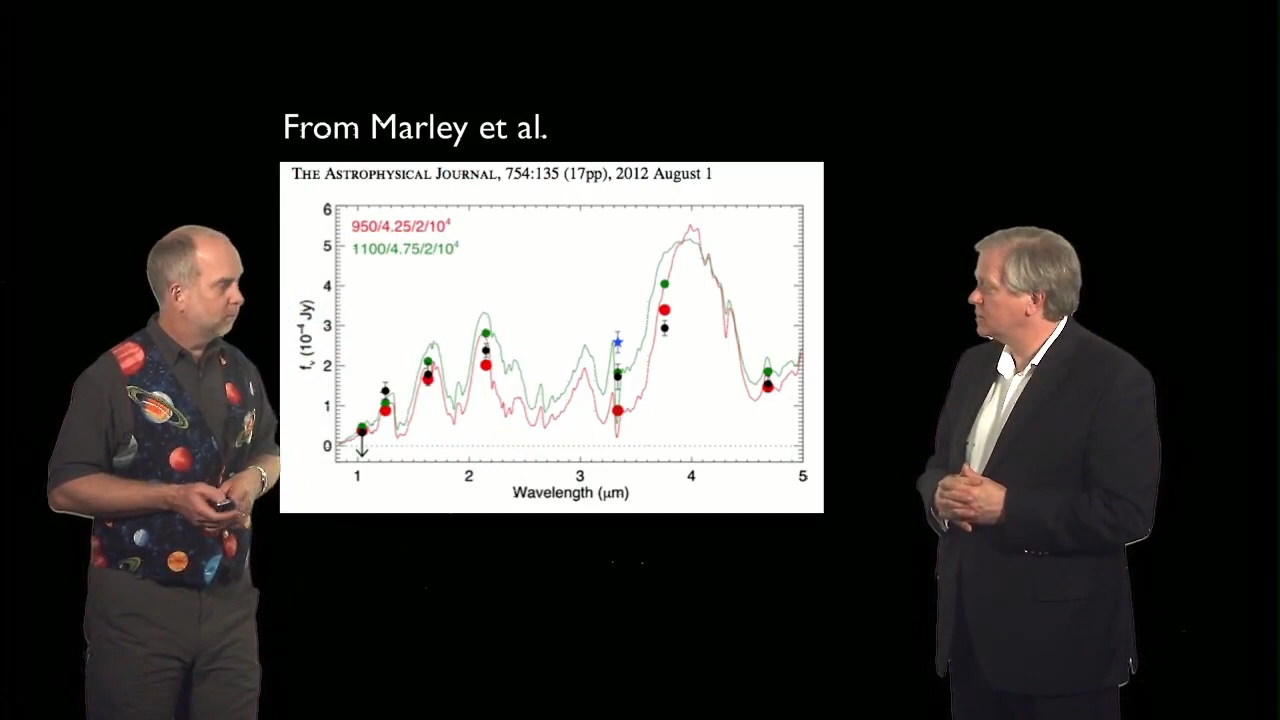 From Marley et al.
THE ASTROPHYSICAL JOURNAL, 754:135 (17pp), 2012 August 1
950/4.25/2/10⁴
1100/4.75/2/10⁴
6
5
4
3
2
1
0
fᵥ (10⁻⁴ Jy)
1 2 3 4 5
Wavelength (μm)